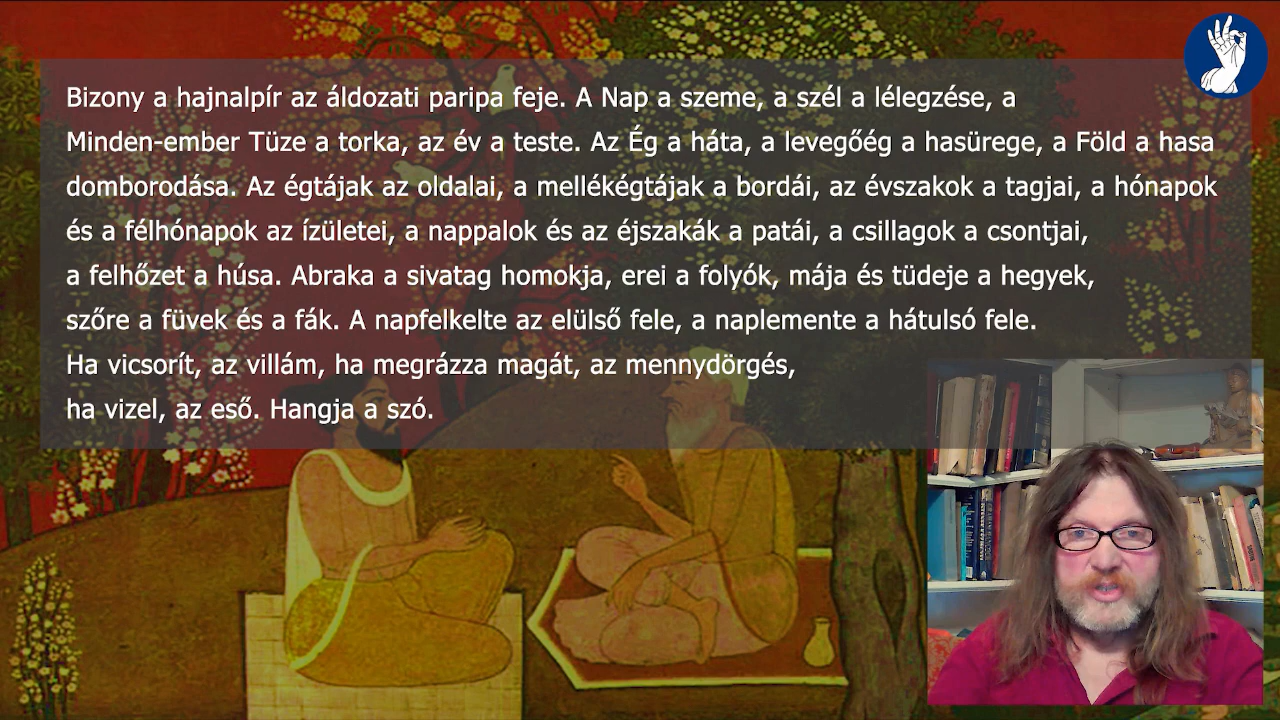 Bizony a hajnalpír az áldozati paripa feje. A Nap a szeme, a szél a lélegzése, a
Minden-ember Tüze a torka, az év a teste. Az Ég a háta, a levegőég a hasürege, a Föld a hasa
domborodása. Az égtájak az oldalai, a mellékégtájak a bordái, az évszakok a tagjai, a hónapok
és a félhónapok az ízületei, a nappalok és az éjszakák a patái, a csillagok a csontjai,
a felhőzet a húsa. Abraka a sivatag homokja, erei a folyók, mája és tüdeje a hegyek,
szőre a füvek és a fák. A napfelkelte az elülső fele, a naplemente a hátulsó fele.
Ha vicsorít, az villám, ha megrázza magát, az mennydörgés,
ha vizel, az eső. Hangja a szó.